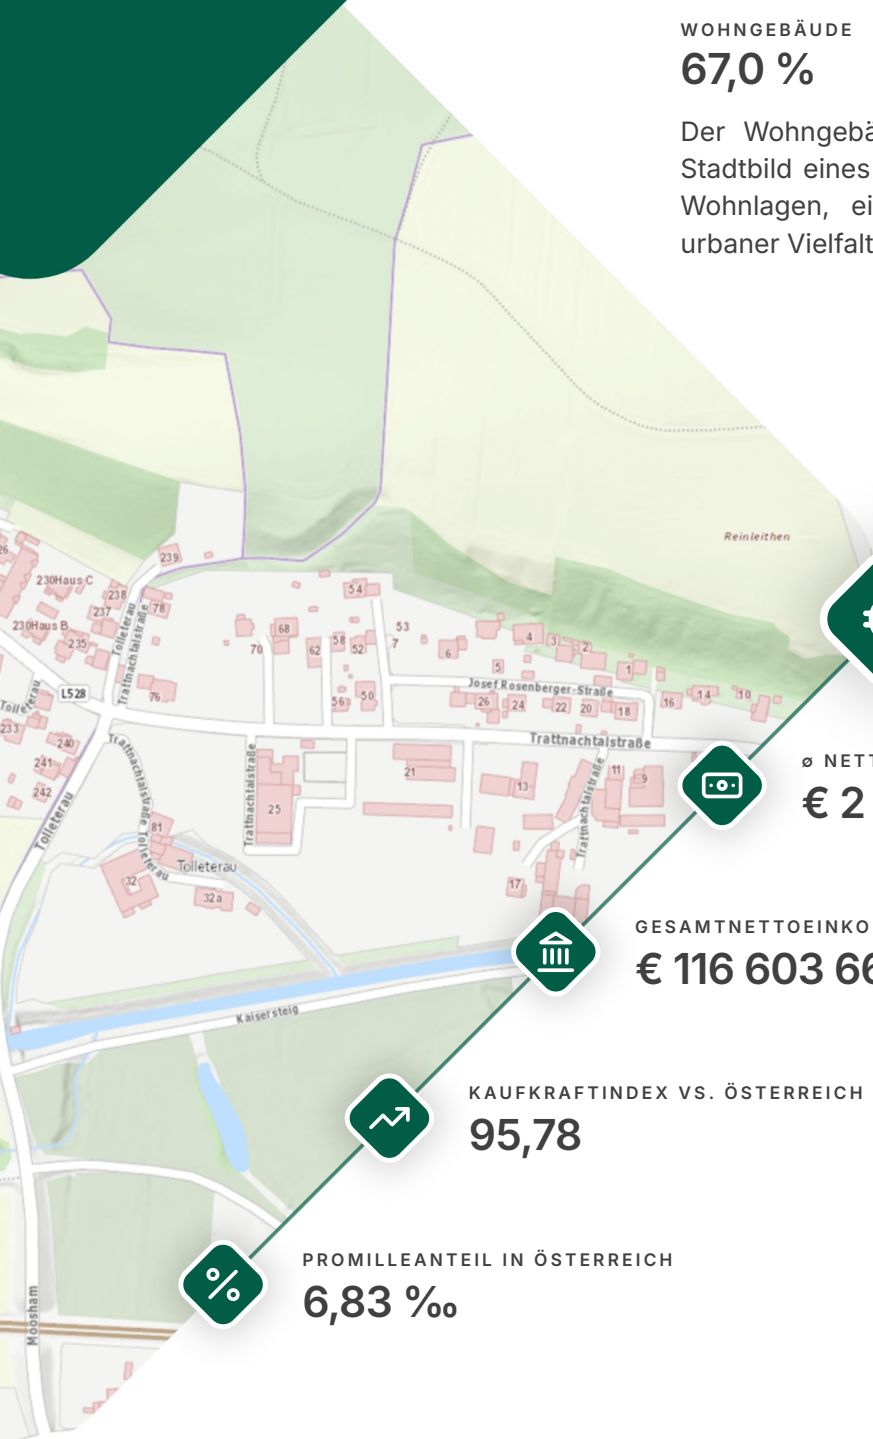 WOHNGEBÄUDE
67,0 %
Der Wohngebä
Stadtbild eines
Wohnlagen, ei
urbaner Vielfalt
Reinleithen
239
26
230Haus C
238
237
78
230Haus B
235
Tolleterau
Trattnachtalstraße
54
53
7
68
70
62
58
52
56
50
76
L528
Tolleterau
233
240
241
242
Tolleterau
4
3
2
1
6
5
Josef Rosenberger-Straße
26
24
22
20
18
16
14
10
Trattnachtalstraße
Trattnachtalstraße
25
21
13
11
9
Trattnachtalstraße
17
81
32
32a
Tolleterau
Kaisersteig
Moosham
ø NETT
€ 2
GESAMTNETTOEINKO
€ 116 603 66
KAUFKRAFTINDEX VS. ÖSTERREICH
95,78
PROMILLEANTEIL IN ÖSTERREICH
6,83 ‰